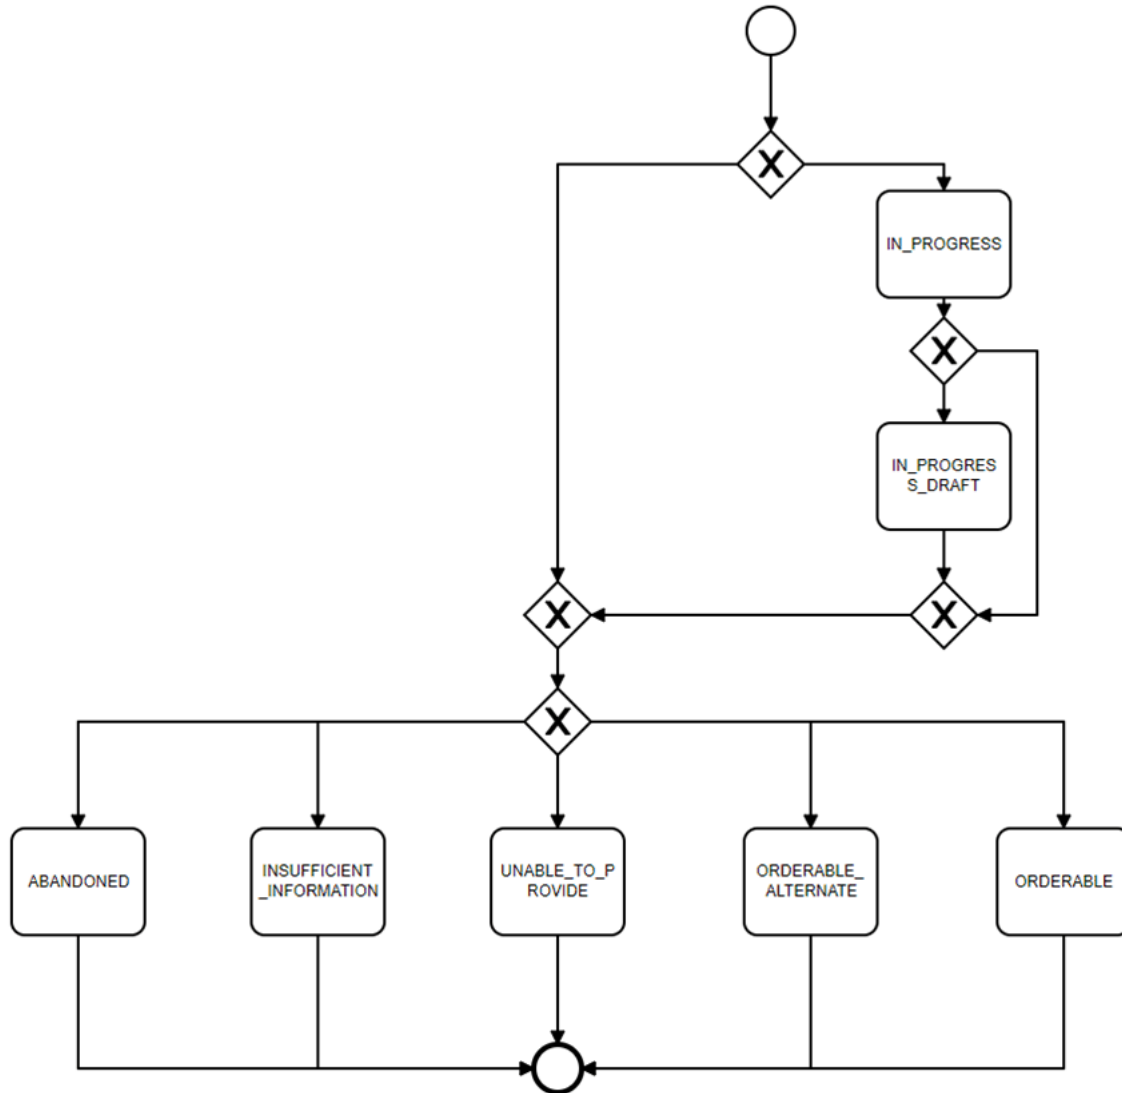 X
IN_PROGRESS
X
IN_PROGRES
S_DRAFT
X
X
X
ABANDONED
INSUFFICIENT
_INFORMATION
UNABLE_TO_P
ROVIDE
ORDERABLE_
ALTERNATE
ORDERABLE